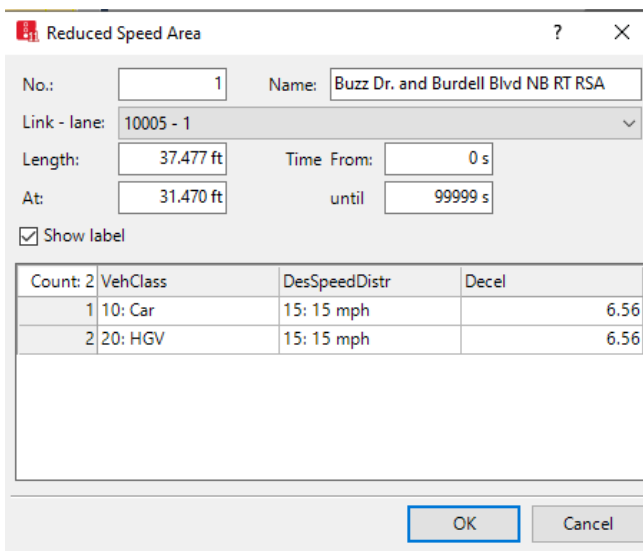 11 Reduced Speed Area ? X
No.: 1 Name: Buzz Dr. and Burdell Blvd NB RT RSA
Link - lane: 10005 - 1
Length: 37.477 ft Time From: 0 s
At: 31.470 ft until 99999 s
Show label
Count: 2 VehClass DesSpeedDistr Decel
1 10: Car 15: 15 mph 6.56
2 20: HGV 15: 15 mph 6.56
OK Cancel